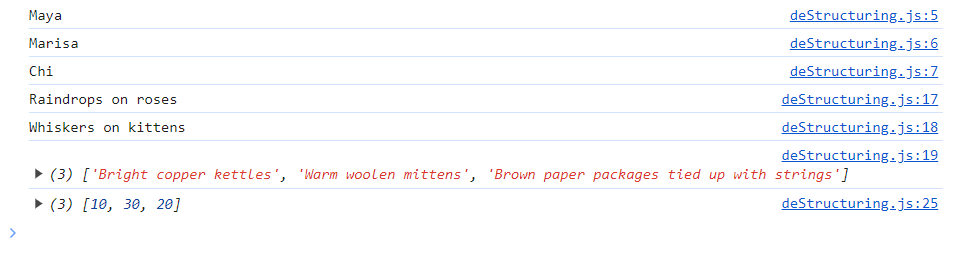 Maya deStructuring.js:5
Marisa deStructuring.js:6
Chi deStructuring.js:7
Raindrops on roses deStructuring.js:17
Whiskers on kittens deStructuring.js:18
deStructuring.js:19
(3) ['Bright copper kettles', 'Warm woolen mittens', 'Brown paper packages tied up with strings']
(3) [10, 30, 20] deStructuring.js:25